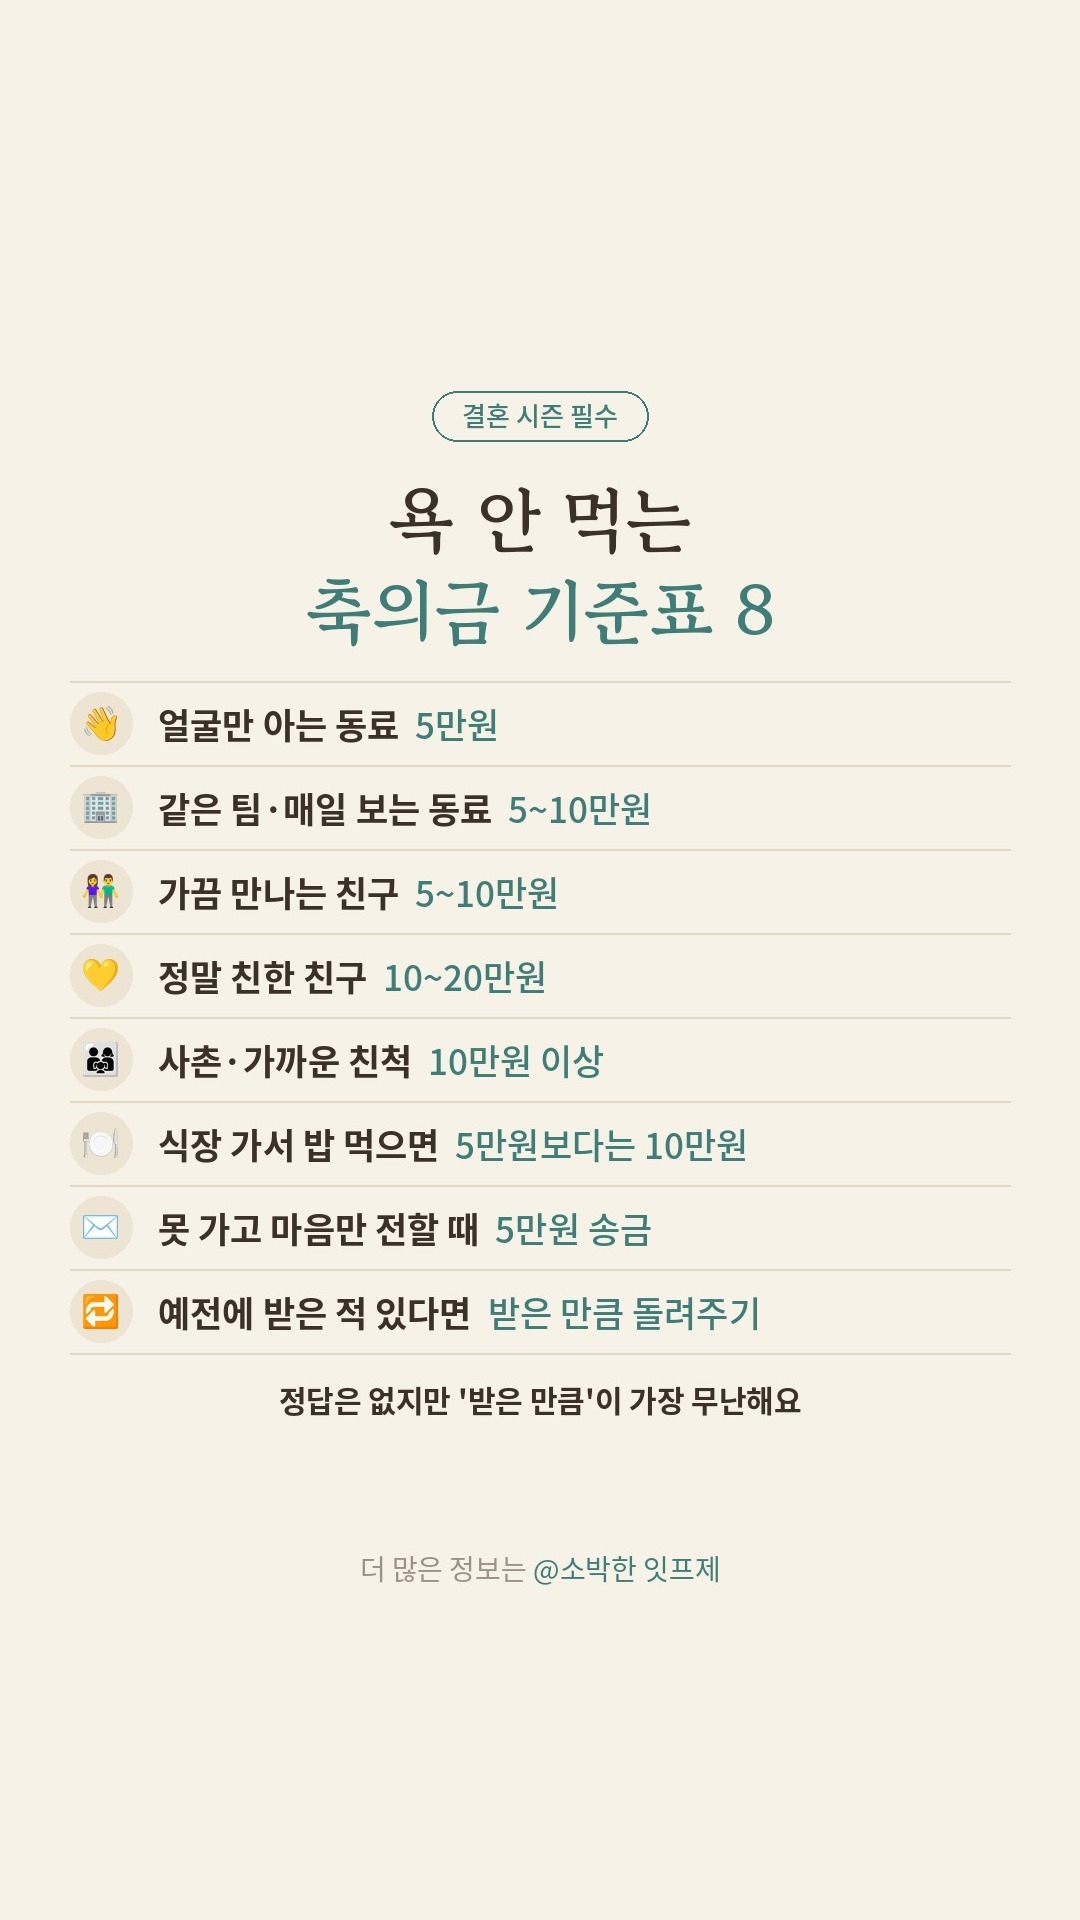 결혼 시즌 필수
욕 안 먹는
축의금 기준표 8
얼굴만 아는 동료 5만원
같은 팀·매일 보는 동료 5~10만원
가끔 만나는 친구 5~10만원
정말 친한 친구 10~20만원
사촌·가까운 친척 10만원 이상
식장 가서 밥 먹으면 5만원보다는 10만원
못 가고 마음만 전할 때 5만원 송금
예전에 받은 적 있다면 받은 만큼 돌려주기
정답은 없지만 '받은 만큼'이 가장 무난해요
더 많은 정보는 @소박한 잇프제